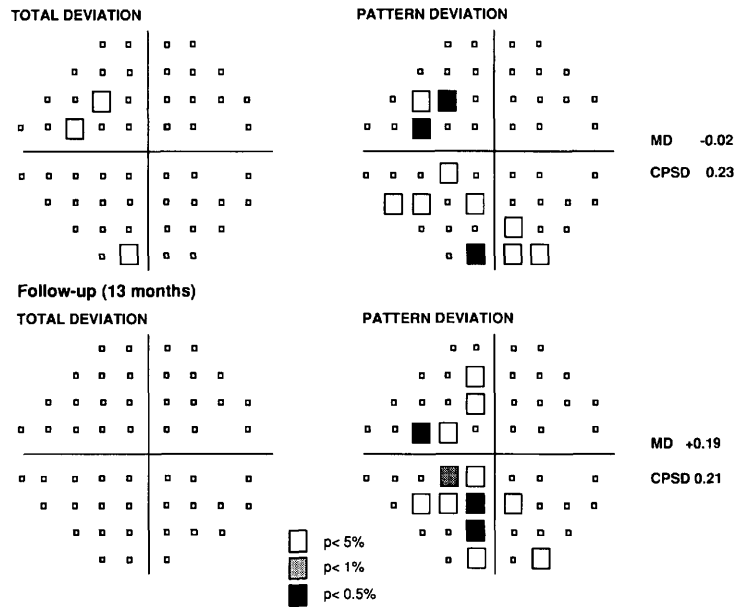 TOTAL DEVIATION
PATTERN DEVIATION
MD -0.02
CPSD 0.23
Follow-up (13 months)
TOTAL DEVIATION
PATTERN DEVIATION
MD +0.19
CPSD 0.21
p< 5%
p< 1%
p< 0.5%